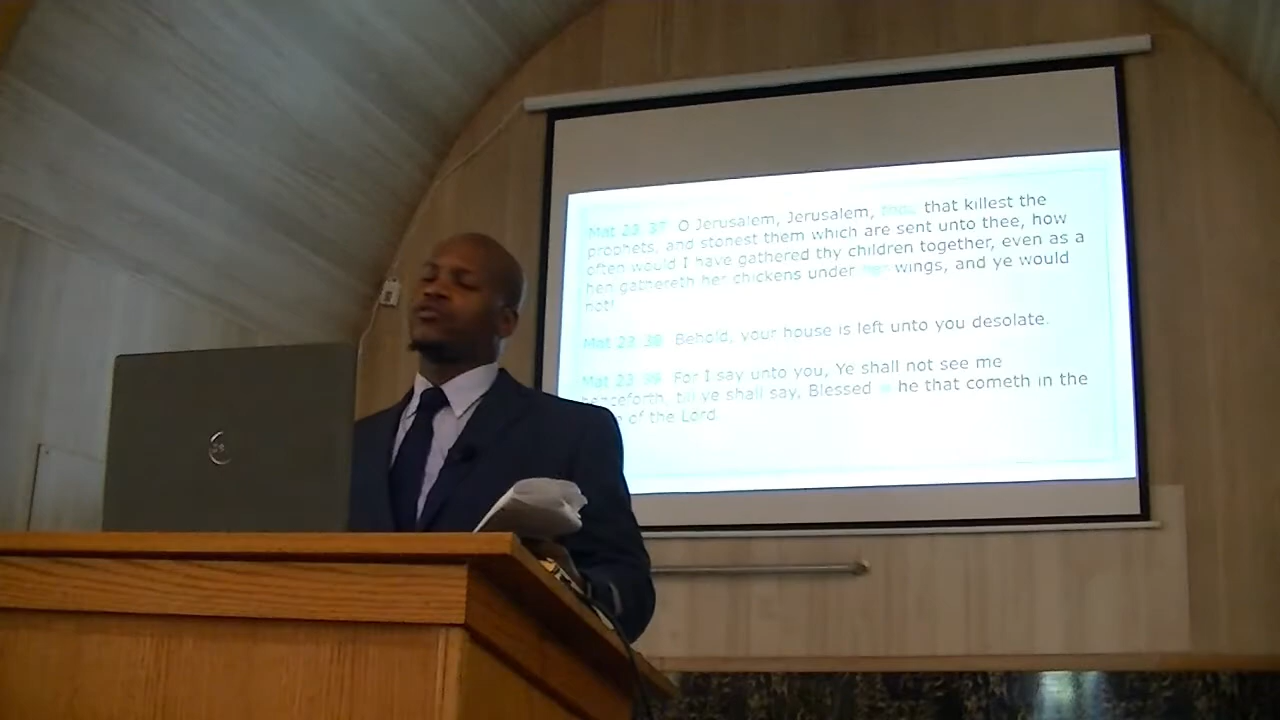 Mat 23 37 O Jerusalem, Jerusalem, thou that killest the
prophets, and stonest them which are sent unto thee, how
often would I have gathered thy children together, even as a
hen gathereth her chickens under her wings, and ye would
not!
Mat 23 38 Behold, your house is left unto you desolate.
Mat 23 39 For I say unto you, Ye shall not see me
henceforth, till ye shall say, Blessed he that cometh in the
of the Lord.
DELL